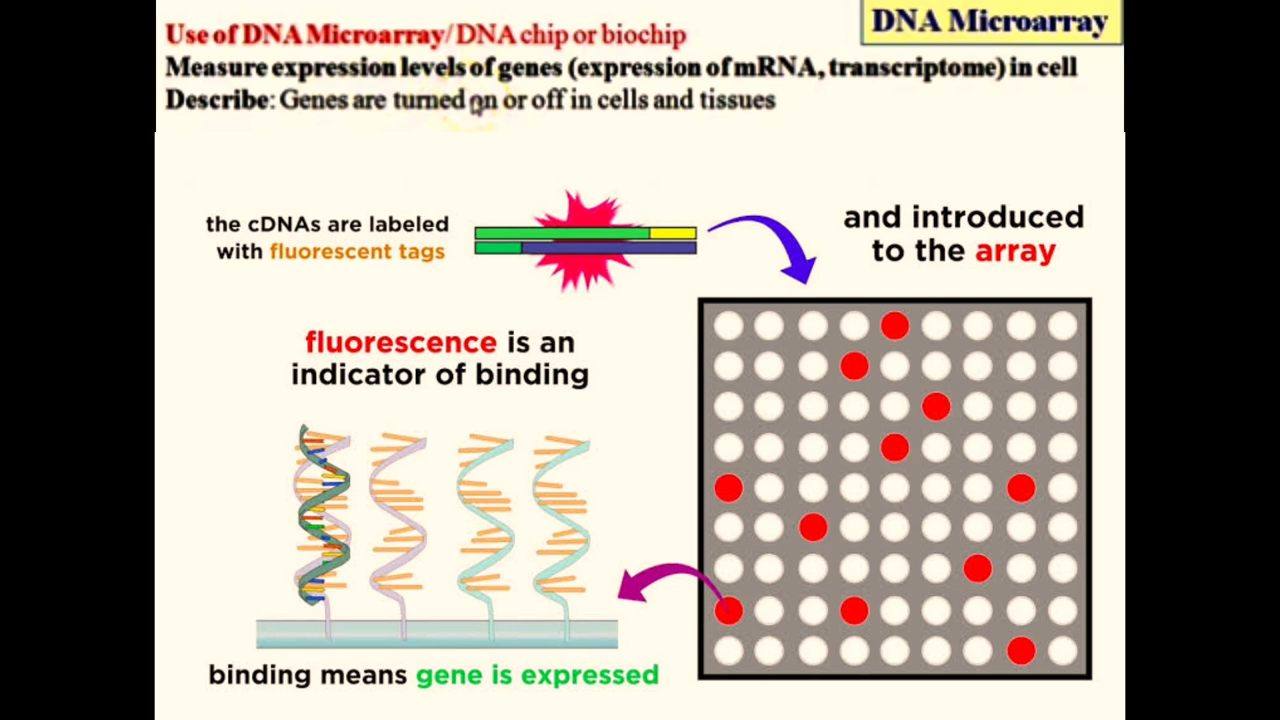 DNA Microarray
Use of DNA Microarray/ DNA chip or biochip
Measure expression levels of genes (expression of mRNA, transcriptome) in cell
Describe: Genes are turned on or off in cells and tissues
the cDNAs are labeled
with fluorescent tags
and introduced
to the array
fluorescence is an
indicator of binding
binding means gene is expressed